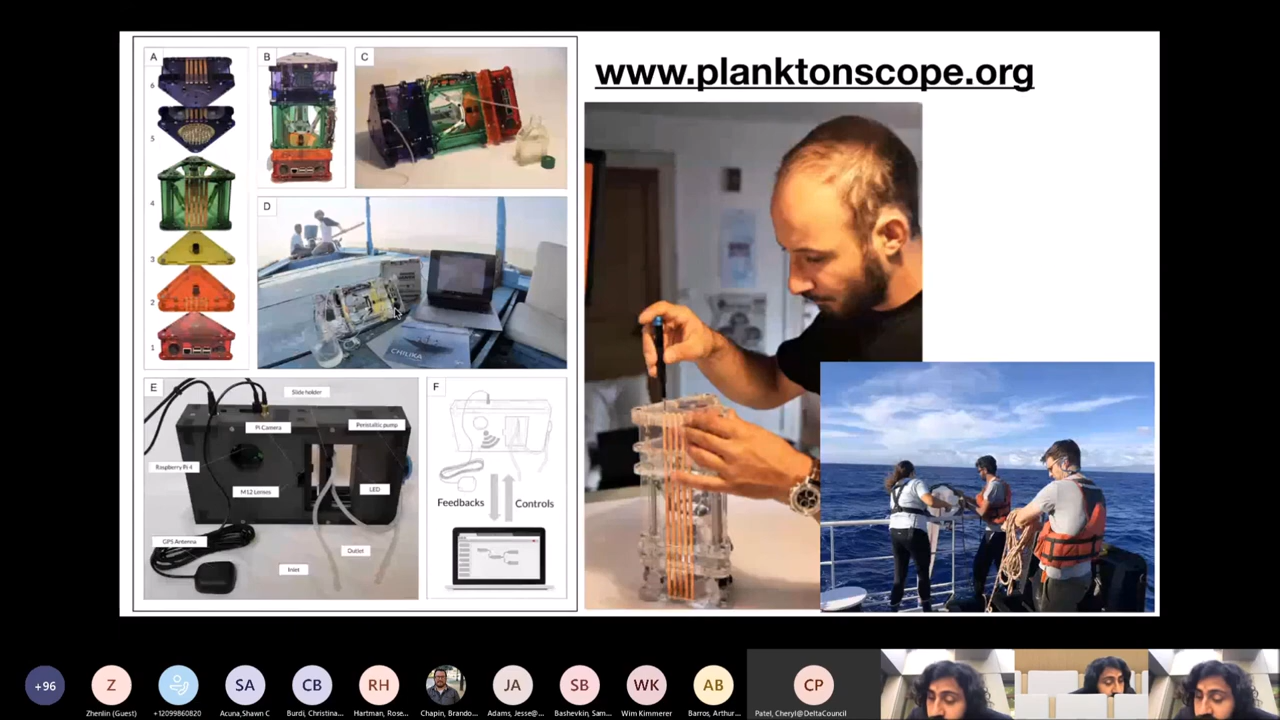 www.planktonscope.org
A
6
5
4
3
2
1
B
C
D
CHILIKA
E
Slide holder
Pi Camera
Peristaltic pump
Raspberry Pi 4
M12 Lenses
LED
GPS Antenna
Outlet
Inlet
F
Feedbacks
Controls
+96
Z
Zhenlin (Guest)
+12099860820
SA
Acuna,Shawn C
CB
Burdi, Christina...
RH
Hartman, Rose...
Chapin, Brando...
JA
Adams, Jesse@...
SB
Bashevkin, Sam...
WK
Wim Kimmerer
AB
Barros, Arthur...
CP
Patel, Cheryl@DeltaCouncil